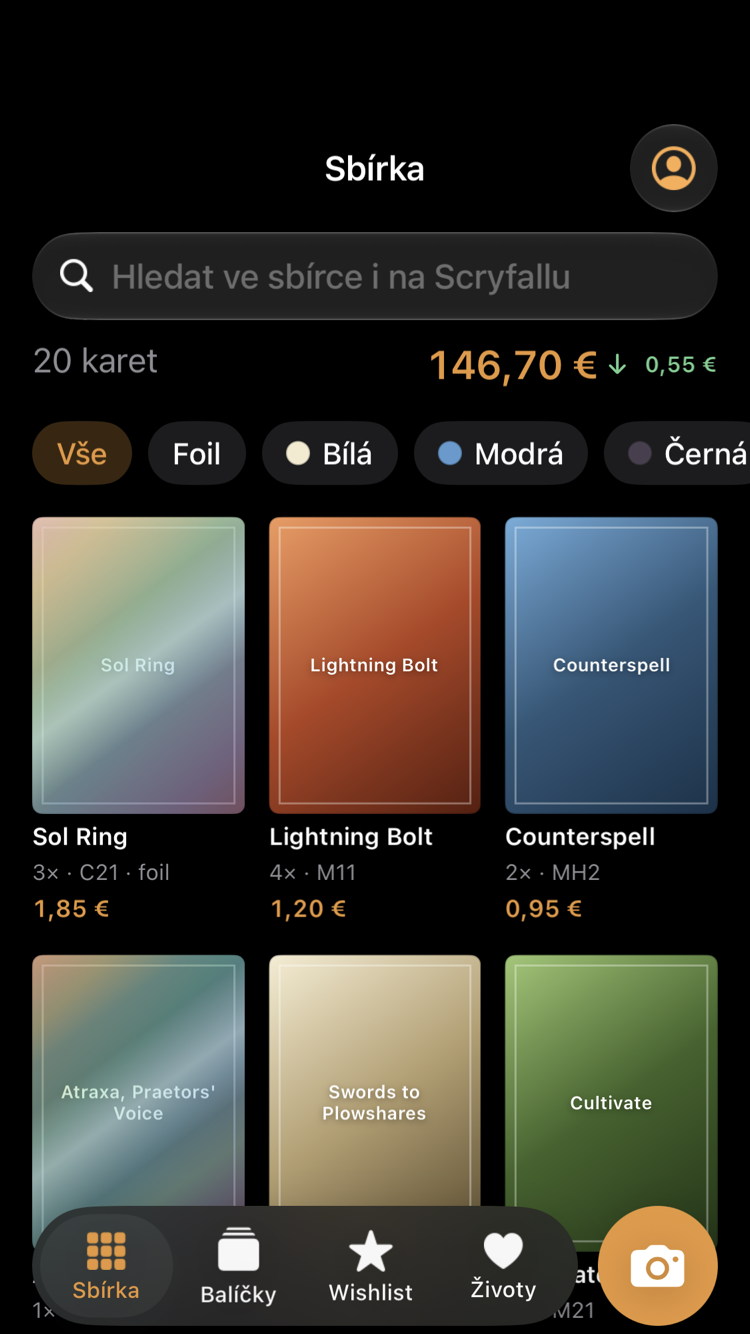 Sbírka
Hledat ve sbírce i na Scryfallu
20 karet
146,70 € ↓ 0,55 €
Vše
Foil
Bílá
Modrá
Černá
Sol Ring
Lightning Bolt
Counterspell
Sol Ring
3× · C21 · foil
1,85 €
Lightning Bolt
4× · M11
1,20 €
Counterspell
2× · MH2
0,95 €
Atraxa, Praetors'
Voice
Swords to
Plowshares
Cultivate
1×
M21
Sbírka
Balíčky
Wishlist
Životy